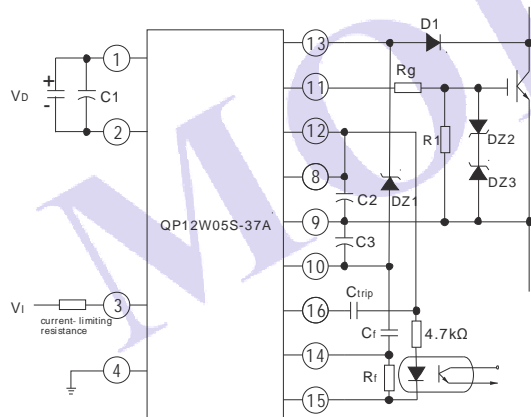 13
D1
1
11
Rg
VD
+
-
C1
12
2
R1
DZ2
8
DZ3
C2
DZ1
QP12W05S-37A
9
C3
10
VI
3
16
Ctrip
current- limiting
resistance
Cf
4.7kΩ
4
14
Rf
15